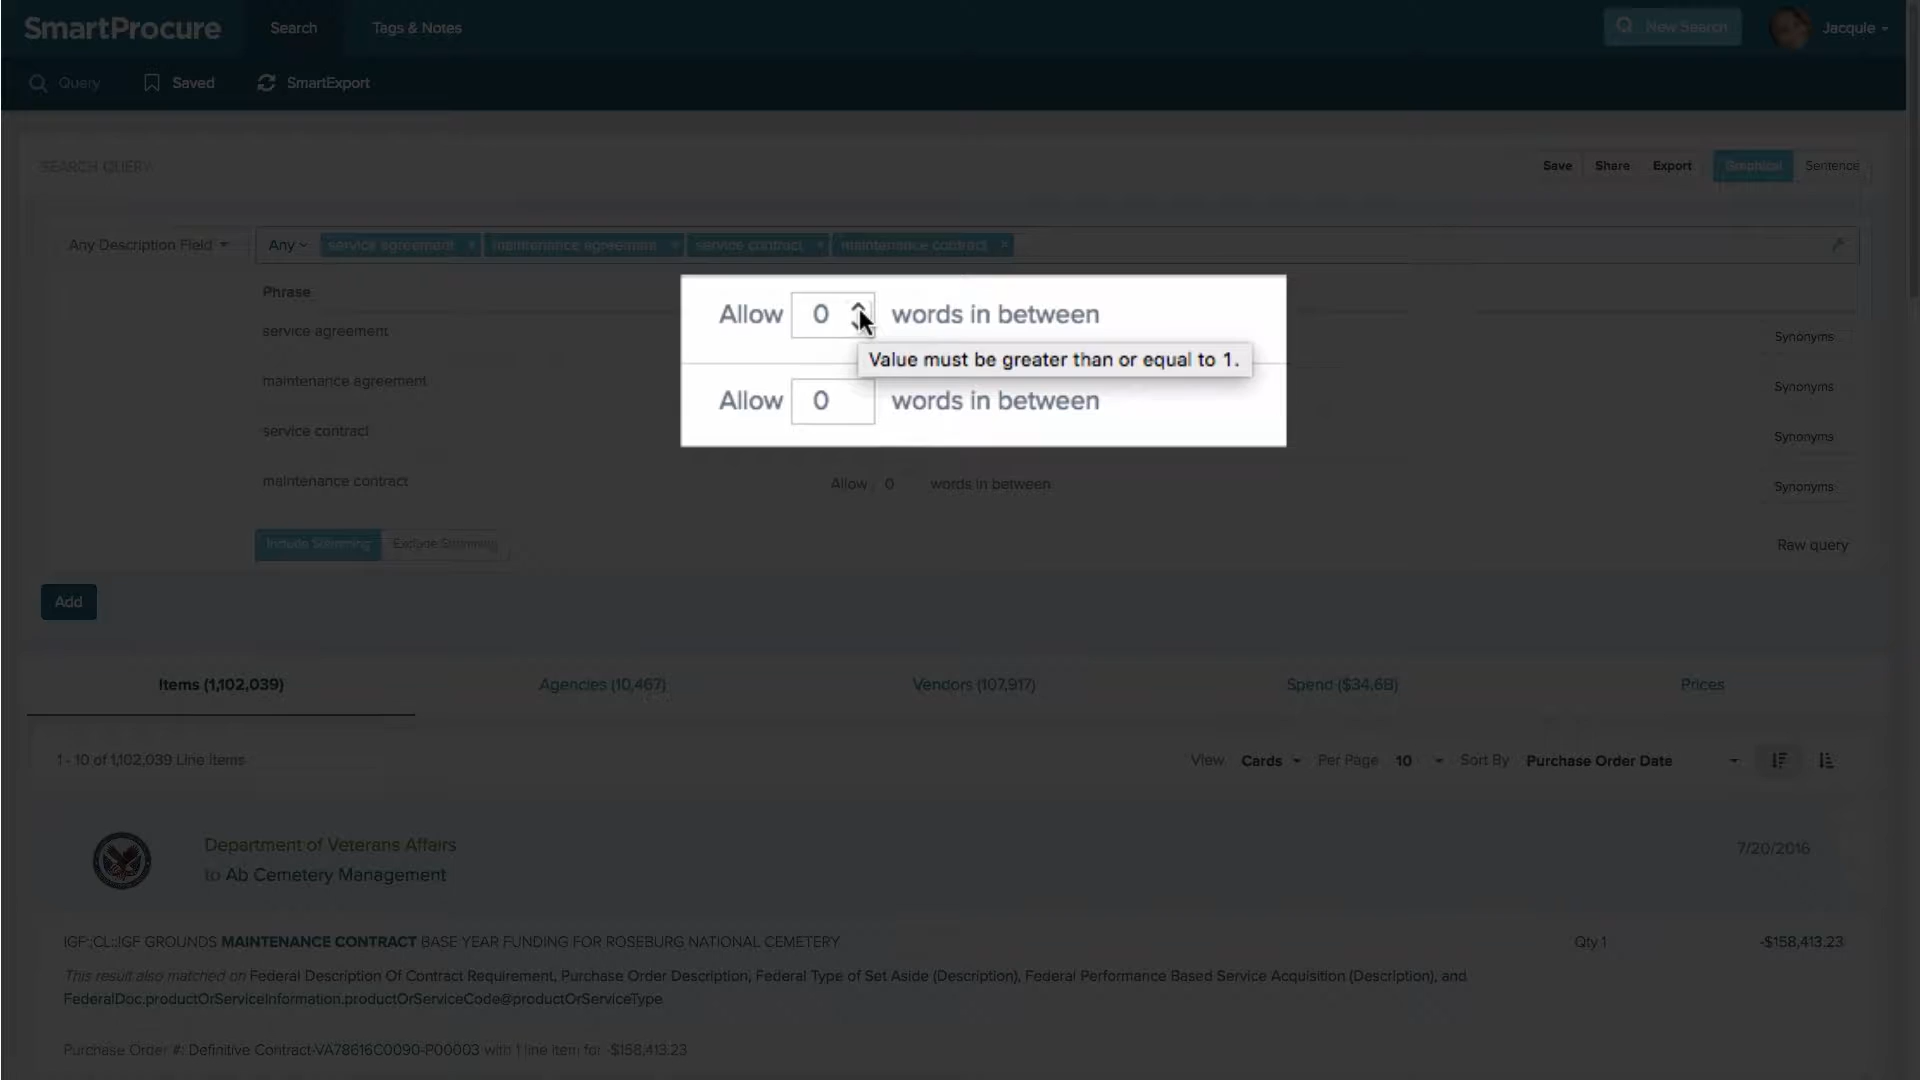 SmartProcure Search Tags & Notes New Search Jacquie
Query Saved SmartExport
SEARCH QUERY Save Share Export Graphical Sentence
Any Description Field Any service agreement × maintenance agreement × service contract × maintenance contract ×
Phrase
service agreement Allow 0 words in between Synonyms
Value must be greater than or equal to 1.
maintenance agreement Allow 0 words in between Synonyms
service contract Synonyms
maintenance contract Allow 0 words in between Synonyms
Include Stemming Exclude Stemming Raw query
Add
Items (1,102,039) Agencies (10,467) Vendors (107,917) Spend ($34.6B) Prices
1 - 10 of 1,102,039 Line Items View Cards Per Page 10 Sort By Purchase Order Date
Department of Veterans Affairs 7/20/2016
to Ab Cemetery Management
IGF::CL::IGF GROUNDS MAINTENANCE CONTRACT BASE YEAR FUNDING FOR ROSEBURG NATIONAL CEMETERY Qty 1 -$158,413.23
This result also matched on Federal Description Of Contract Requirement, Purchase Order Description, Federal Type of Set Aside (Description), Federal Performance Based Service Acquisition (Description), and
FederalDoc.productOrServiceInformation.productOrServiceCode@productOrServiceType
Purchase Order #: Definitive Contract-VA78616C0090-P00003 with 1 line item for -$158,413.23